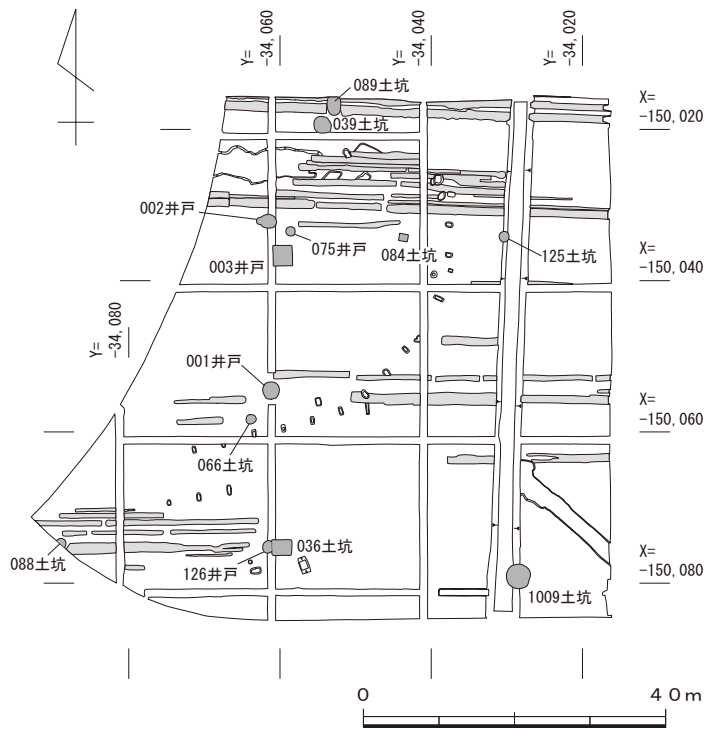 Y=
-34,060
Y=
-34,040
Y=
-34,020
089土坑
039土坑
X=
-150,020
002井戸
075井戸
003井戸
084土坑
125土坑
X=
-150,040
Y=
-34,080
001井戸
066土坑
X=
-150,060
088土坑
126井戸
036土坑
1009土坑
X=
-150,080
0
40m